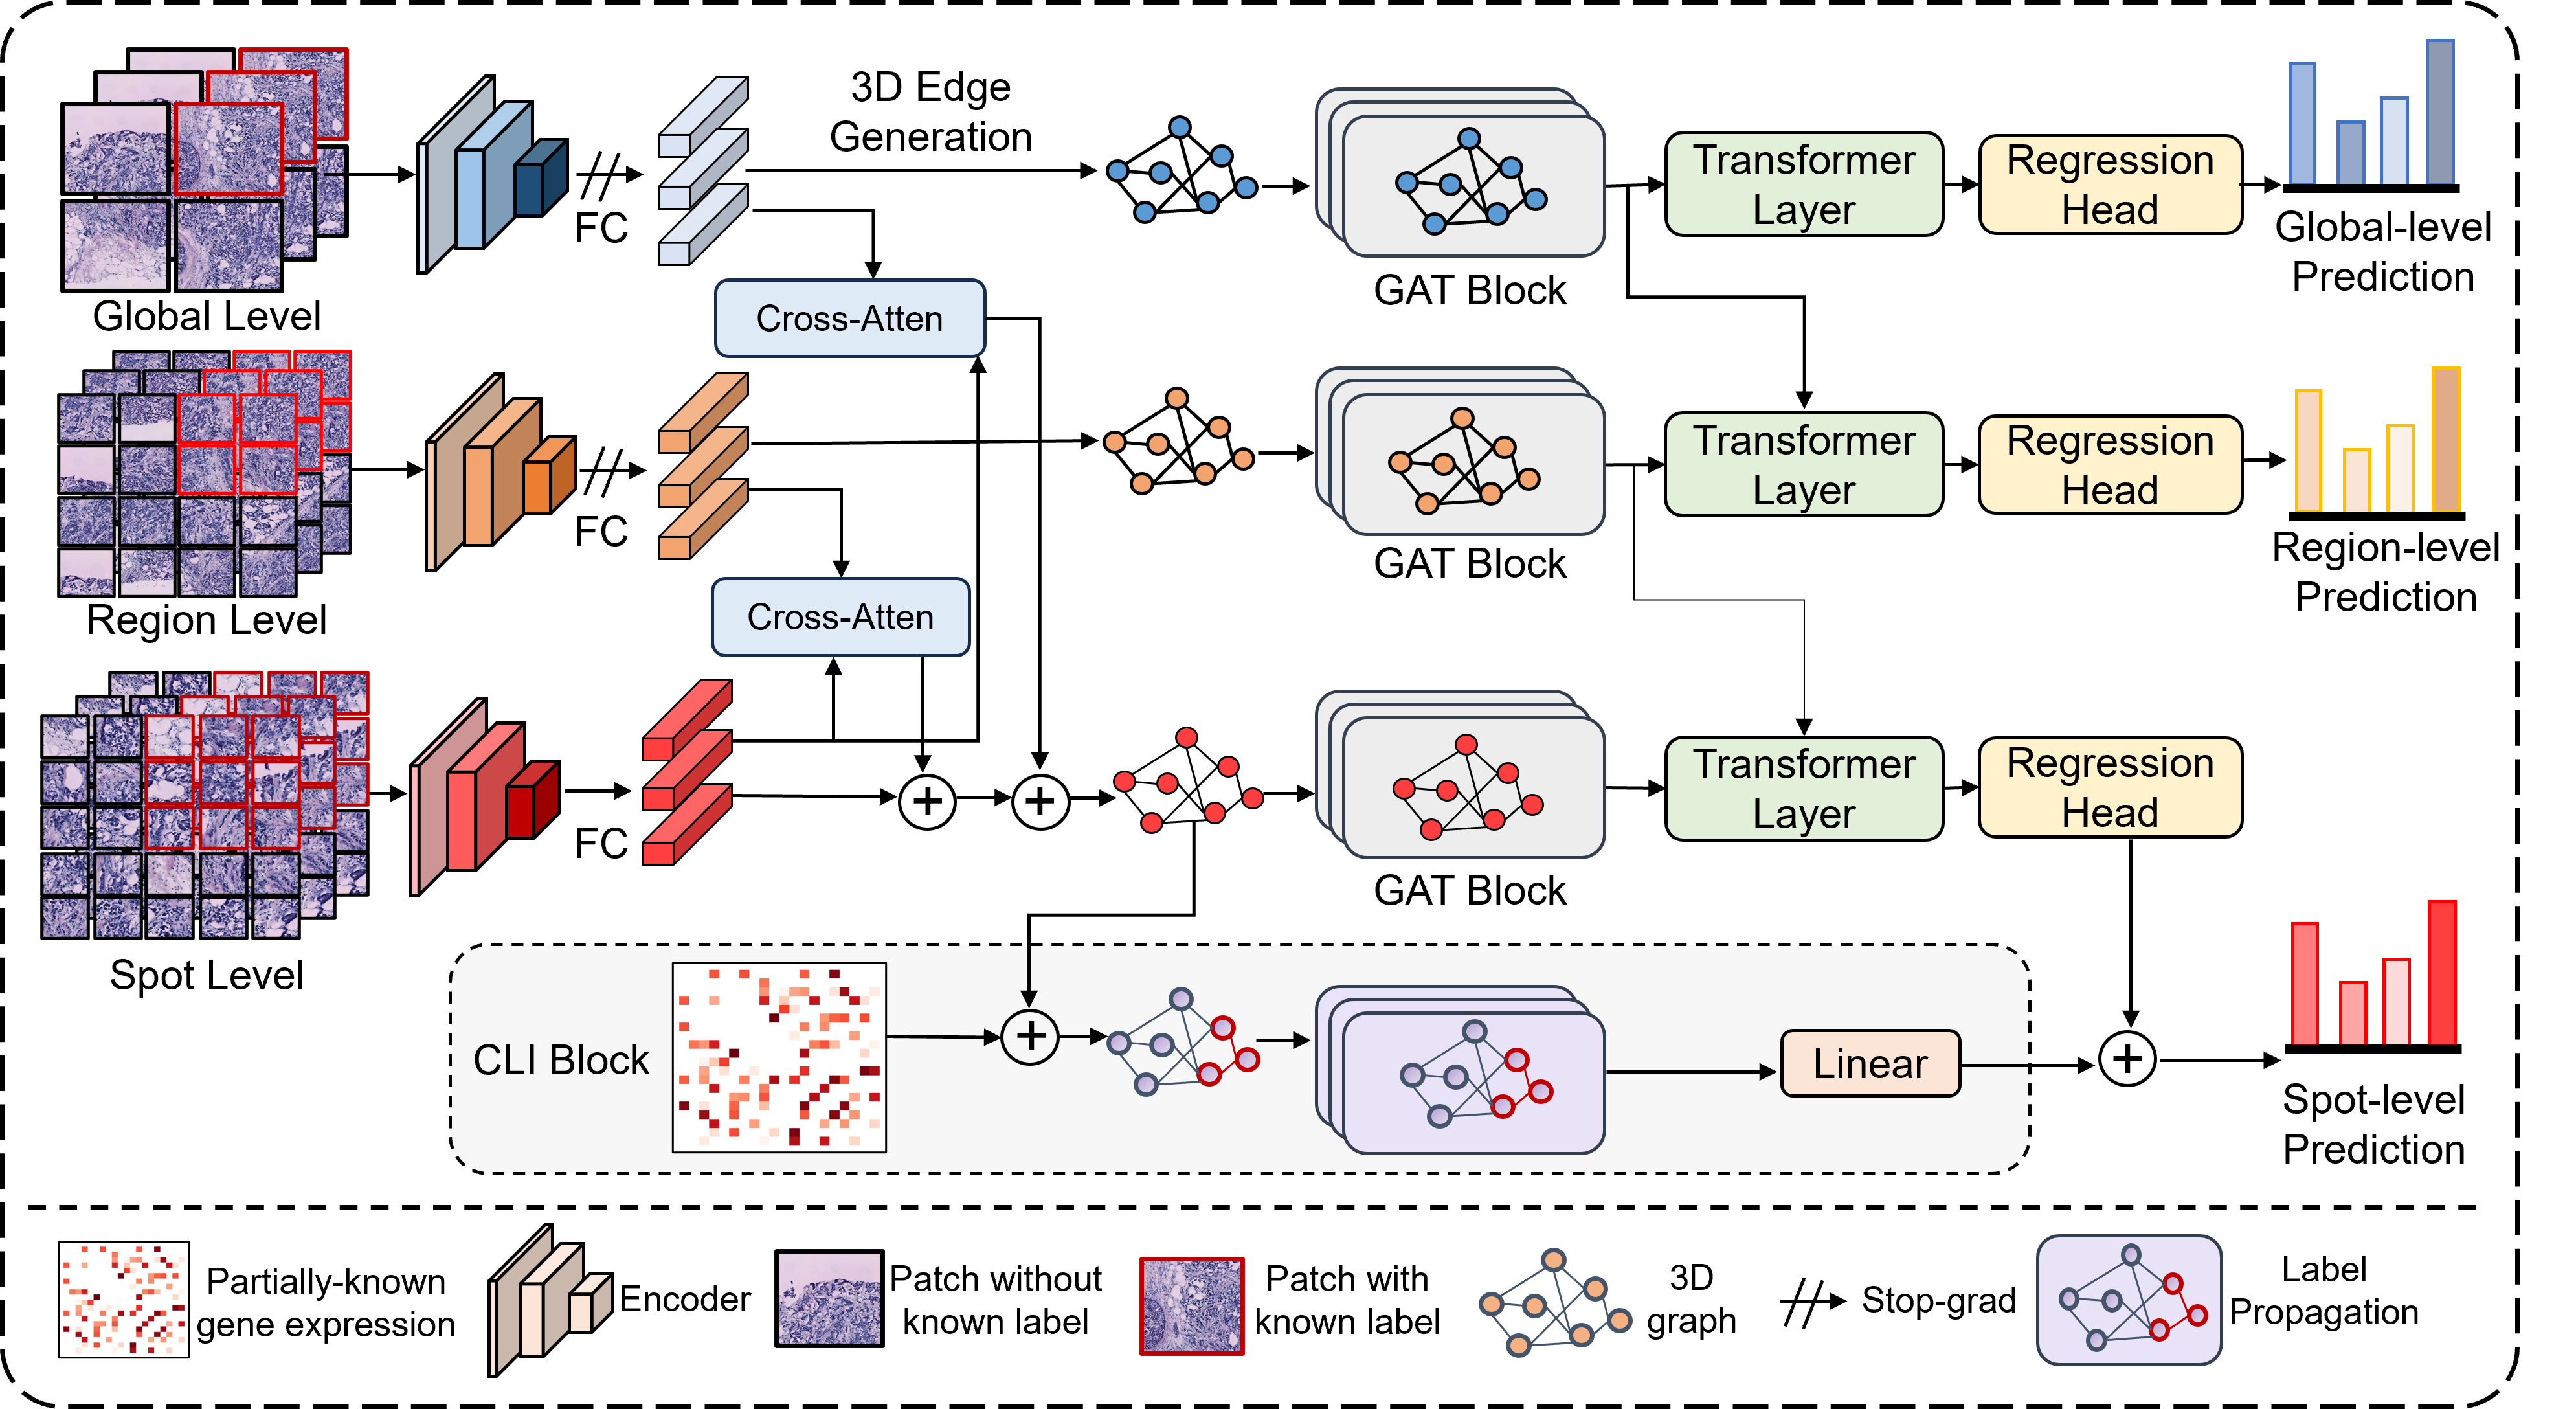 3D Edge
Generation
FC
Global Level
Cross-Atten
GAT Block
Transformer
Layer
Regression
Head
Global-level
Prediction
FC
Region Level
Cross-Atten
GAT Block
Transformer
Layer
Regression
Head
Region-level
Prediction
FC
Spot Level
+
+
GAT Block
Transformer
Layer
Regression
Head
CLI Block
+
Linear
+
Spot-level
Prediction
Partially-known
gene expression
Encoder
Patch without
known label
Patch with
known label
3D
graph
Stop-grad
Label
Propagation